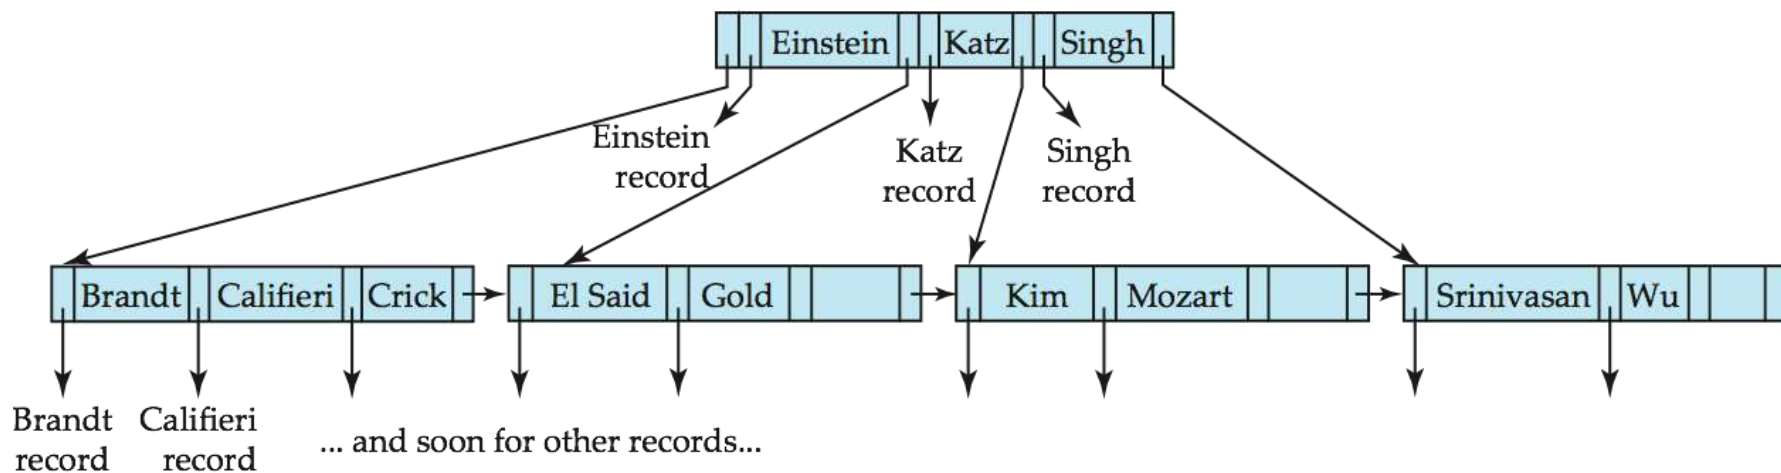 Einstein Katz Singh
Einstein
record
Katz
record
Singh
record
Brandt Califieri Crick El Said Gold Kim Mozart Srinivasan Wu
Brandt
record
Califieri
record
... and soon for other records...